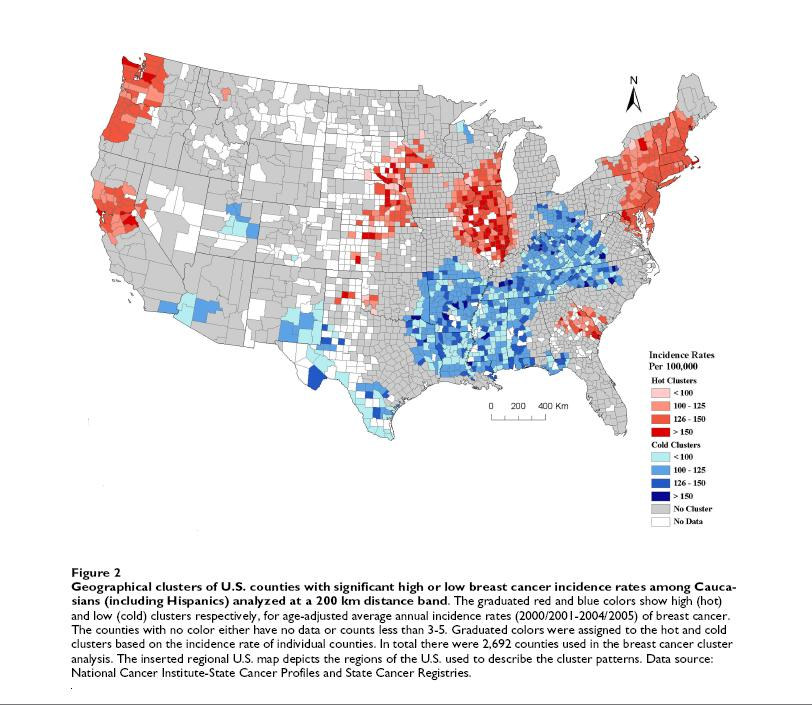 N
Incidence Rates
Per 100,000
Hot Clusters
< 100
100 - 125
126 - 150
> 150
Cold Clusters
< 100
100 - 125
126 - 150
> 150
No Cluster
No Data
0 200 400 Km
Figure 2
Geographical clusters of U.S. counties with significant high or low breast cancer incidence rates among Cauca-
sians (including Hispanics) analyzed at a 200 km distance band. The graduated red and blue colors show high (hot)
and low (cold) clusters respectively, for age-adjusted average annual incidence rates (2000/2001-2004/2005) of breast cancer.
The counties with no color either have no data or counts less than 3-5. Graduated colors were assigned to the hot and cold
clusters based on the incidence rate of individual counties. In total there were 2,692 counties used in the breast cancer cluster
analysis. The inserted regional U.S. map depicts the regions of the U.S. used to describe the cluster patterns. Data source:
National Cancer Institute-State Cancer Profiles and State Cancer Registries.